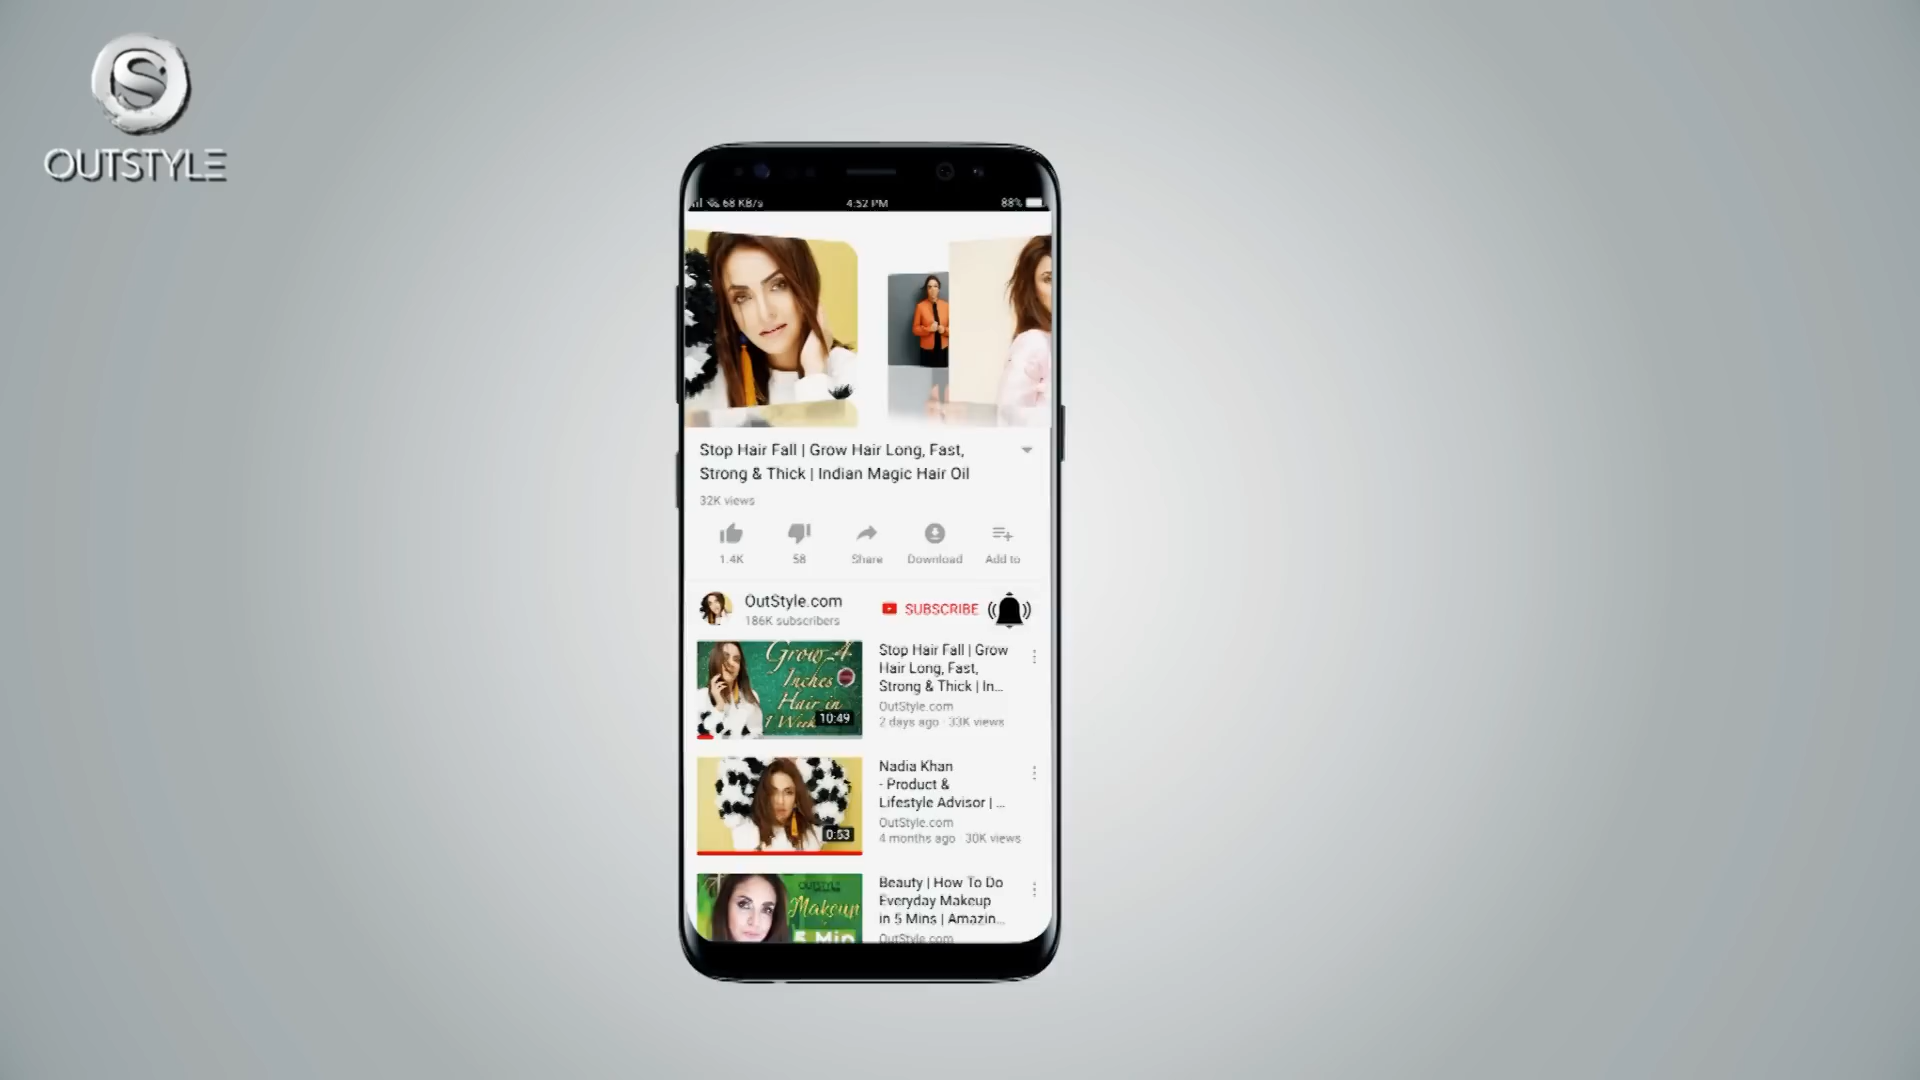 OUTSTYLE
68 KB/s 4:52 PM 88%
Stop Hair Fall | Grow Hair Long, Fast,
Strong & Thick | Indian Magic Hair Oil
32K views
1.4K 58 Share Download Add to
OutStyle.com
186K subscribers
SUBSCRIBE
Grow 4
Inches
Hair in
1 Week
10:49
Stop Hair Fall | Grow
Hair Long, Fast,
Strong & Thick | In...
OutStyle.com
2 days ago · 33K views
0:53
Nadia Khan
- Product &
Lifestyle Advisor | ...
OutStyle.com
4 months ago · 30K views
OUTSTYLE
Makeup
5 Min
Beauty | How To Do
Everyday Makeup
in 5 Mins | Amazin...
OutStyle.com